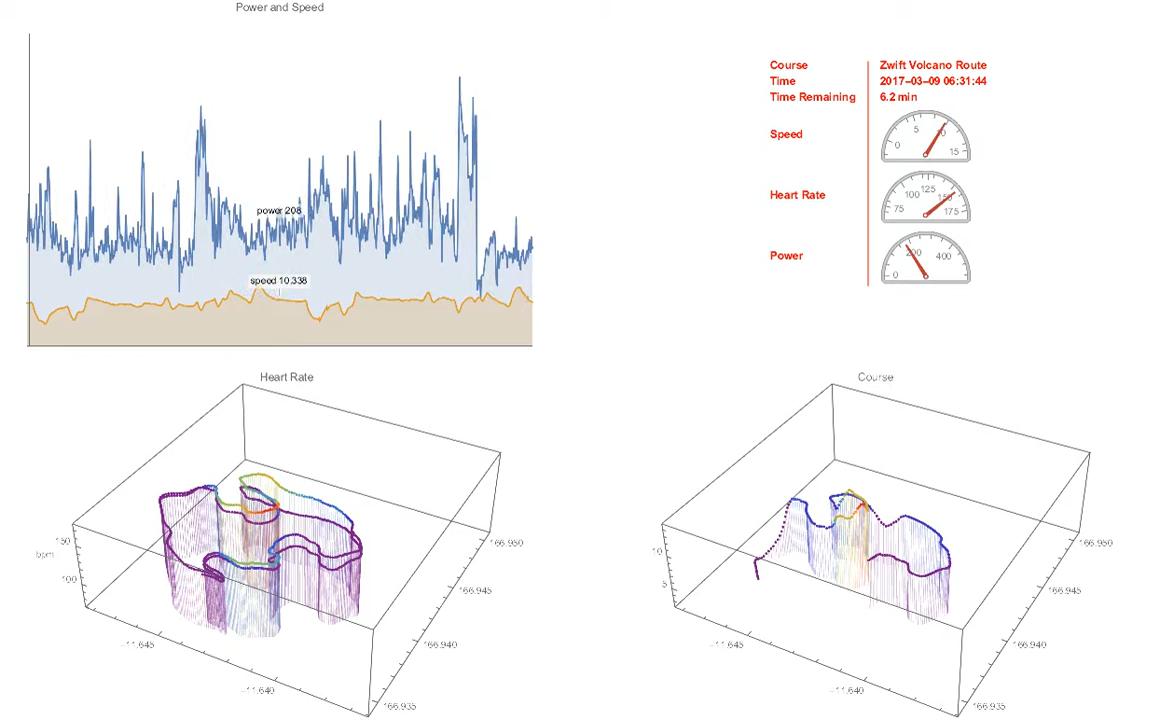 Power and Speed
power 208
speed 10.338
Course Zwift Volcano Route
Time 2017-03-09 06:31:44
Time Remaining 6.2 min
Speed
0 5 10 15
Heart Rate
75 100 125 150 175
Power
0 200 400
Heart Rate
bpm
150
100
-11.645
-11.640
166.935
166.940
166.945
166.950
Course
10
5
-11.645
-11.640
166.935
166.940
166.945
166.950